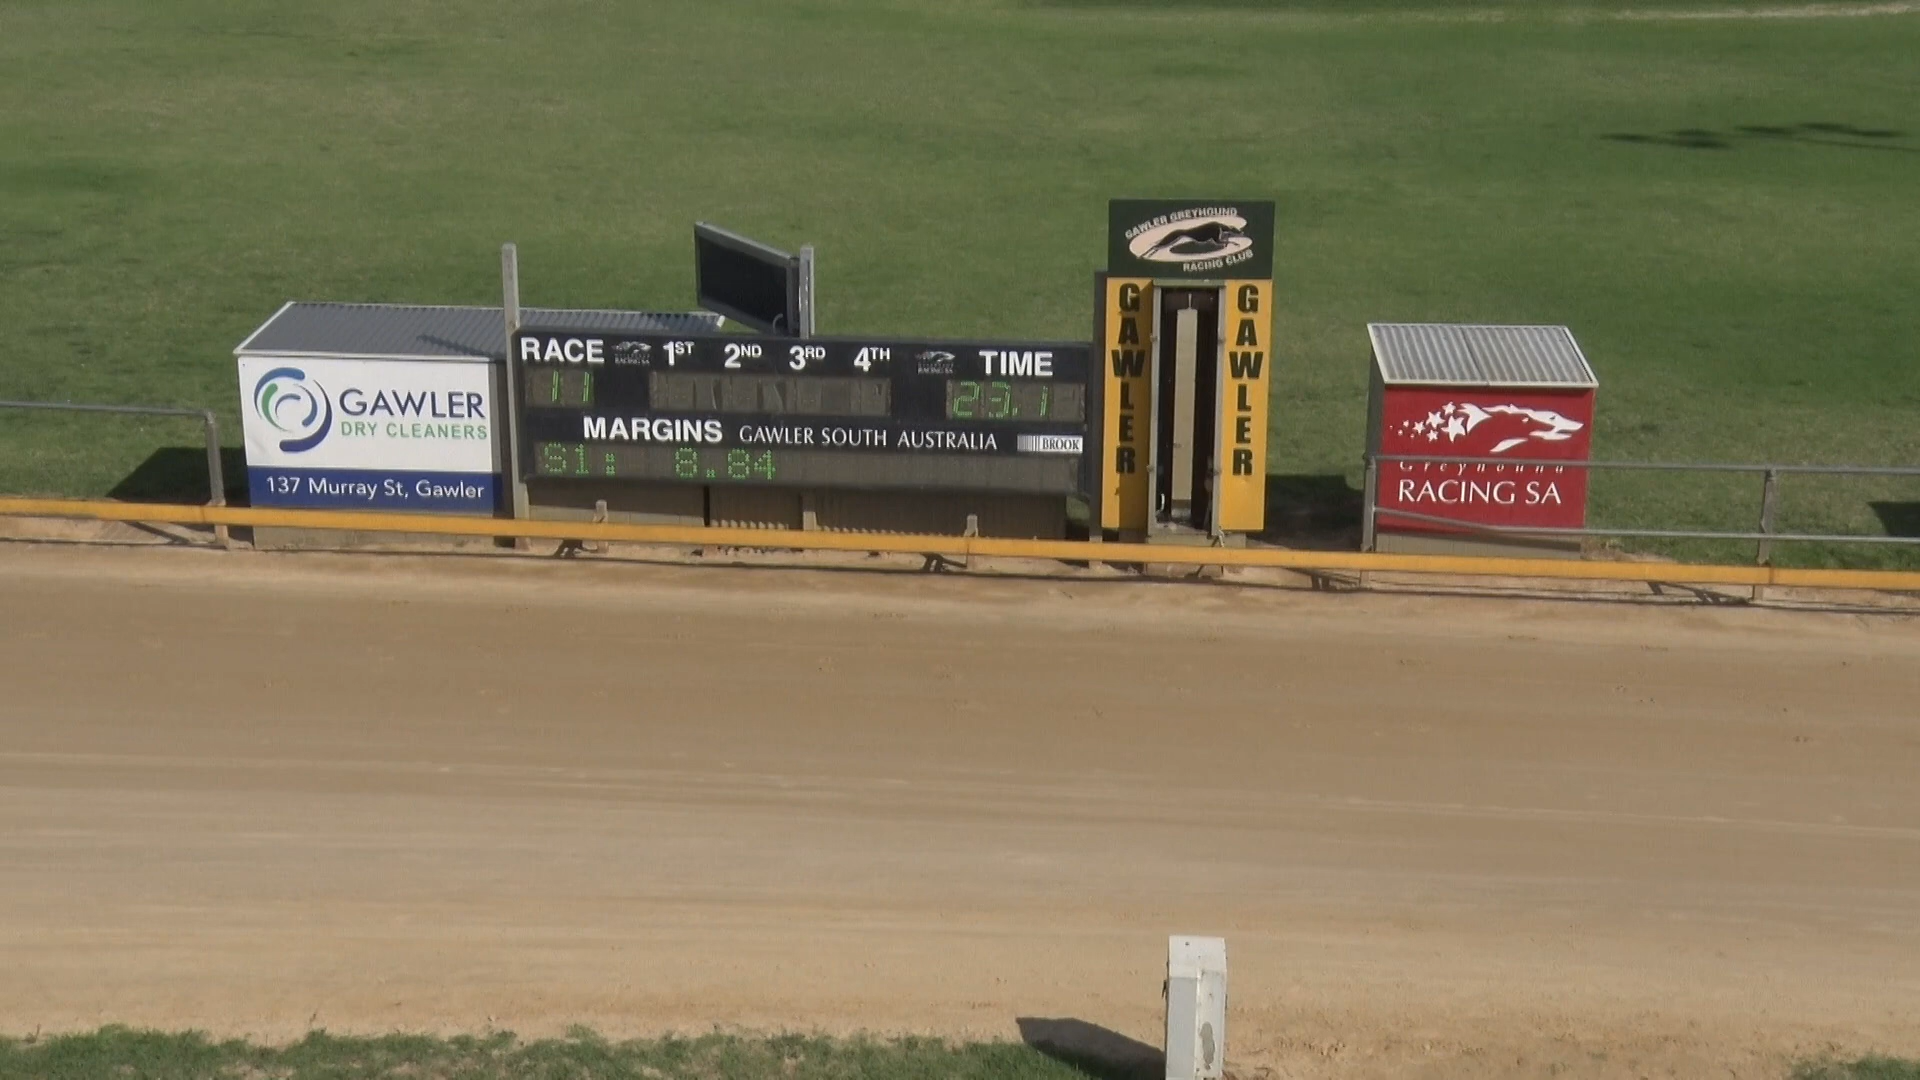 GAWLER GREYHOUND
RACING CLUB
GAWLER
GAWLER
RACE 1ST 2ND 3RD 4TH TIME
11 23.1
MARGINS GAWLER SOUTH AUSTRALIA BROOK
S1: 8.84
GAWLER
DRY CLEANERS
137 Murray St, Gawler
Greyhound
RACING SA